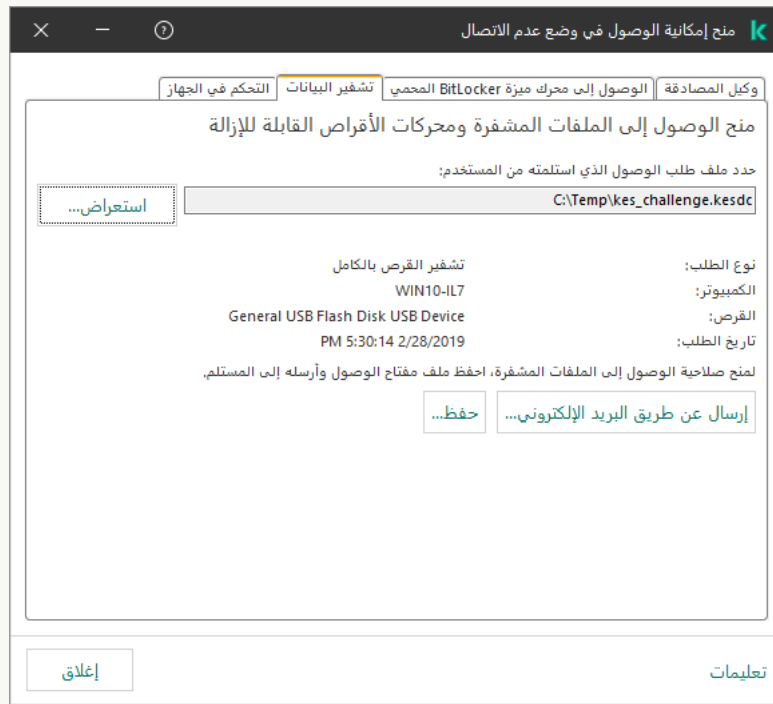 منح إمكانية الوصول في وضع عدم الاتصال
وكيل المصادقة الوصول إلى محرك ميزة BitLocker المحمي تشفير البيانات التحكم في الجهاز
منح الوصول إلى الملفات المشفرة ومحركات الأقراص القابلة للإزالة
حدد ملف طلب الوصول الذي استلمته من المستخدم:
C:\Temp\kes_challenge.kesdc استعراض...
نوع الطلب: تشفير القرص بالكامل
الكمبيوتر: WIN10-IL7
القرص: General USB Flash Disk USB Device
تاريخ الطلب: PM 5:30:14 2/28/2019
لمنح صلاحية الوصول إلى الملفات المشفرة، احفظ ملف مفتاح الوصول وأرسله إلى المستلم.
إرسال عن طريق البريد الإلكتروني... حفظ...
تعليمات إغلاق